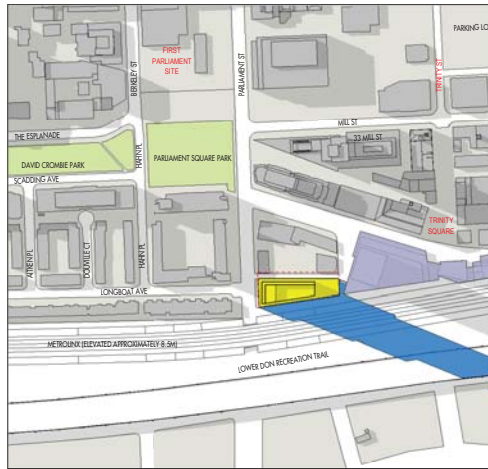 PARKING LO
FIRST
PARLIAMENT
SITE
BERKELEY ST
PARLIAMENT ST
TRINITY ST
MILL ST
THE ESPLANADE
33 MILL ST
HAHN PL
DAVID CROMBIE PARK
PARLIAMENT SQUARE PARK
SCADDING AVE
TRINITY
SQUARE
AITKEN PL
DOUVILLE CT
HAHN PL
LONGBOAT AVE
METROLINX (ELEVATED APPROXIMATELY 8.5M)
LOWER DON RECREATION TRAIL